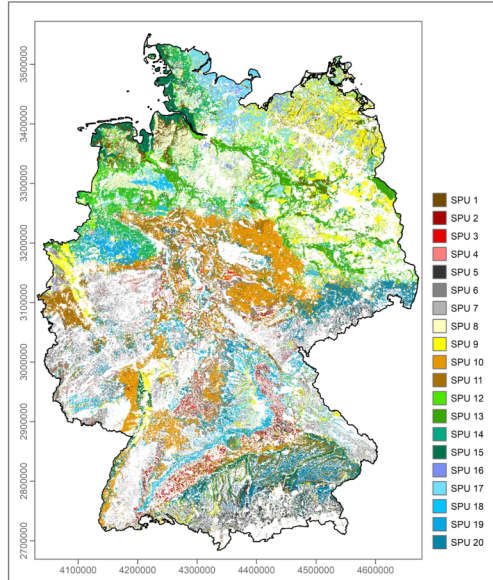 3500000
3400000
3300000
3200000
3100000
3000000
2900000
2800000
2700000
4100000
4200000
4300000
4400000
4500000
4600000
SPU 1
SPU 2
SPU 3
SPU 4
SPU 5
SPU 6
SPU 7
SPU 8
SPU 9
SPU 10
SPU 11
SPU 12
SPU 13
SPU 14
SPU 15
SPU 16
SPU 17
SPU 18
SPU 19
SPU 20